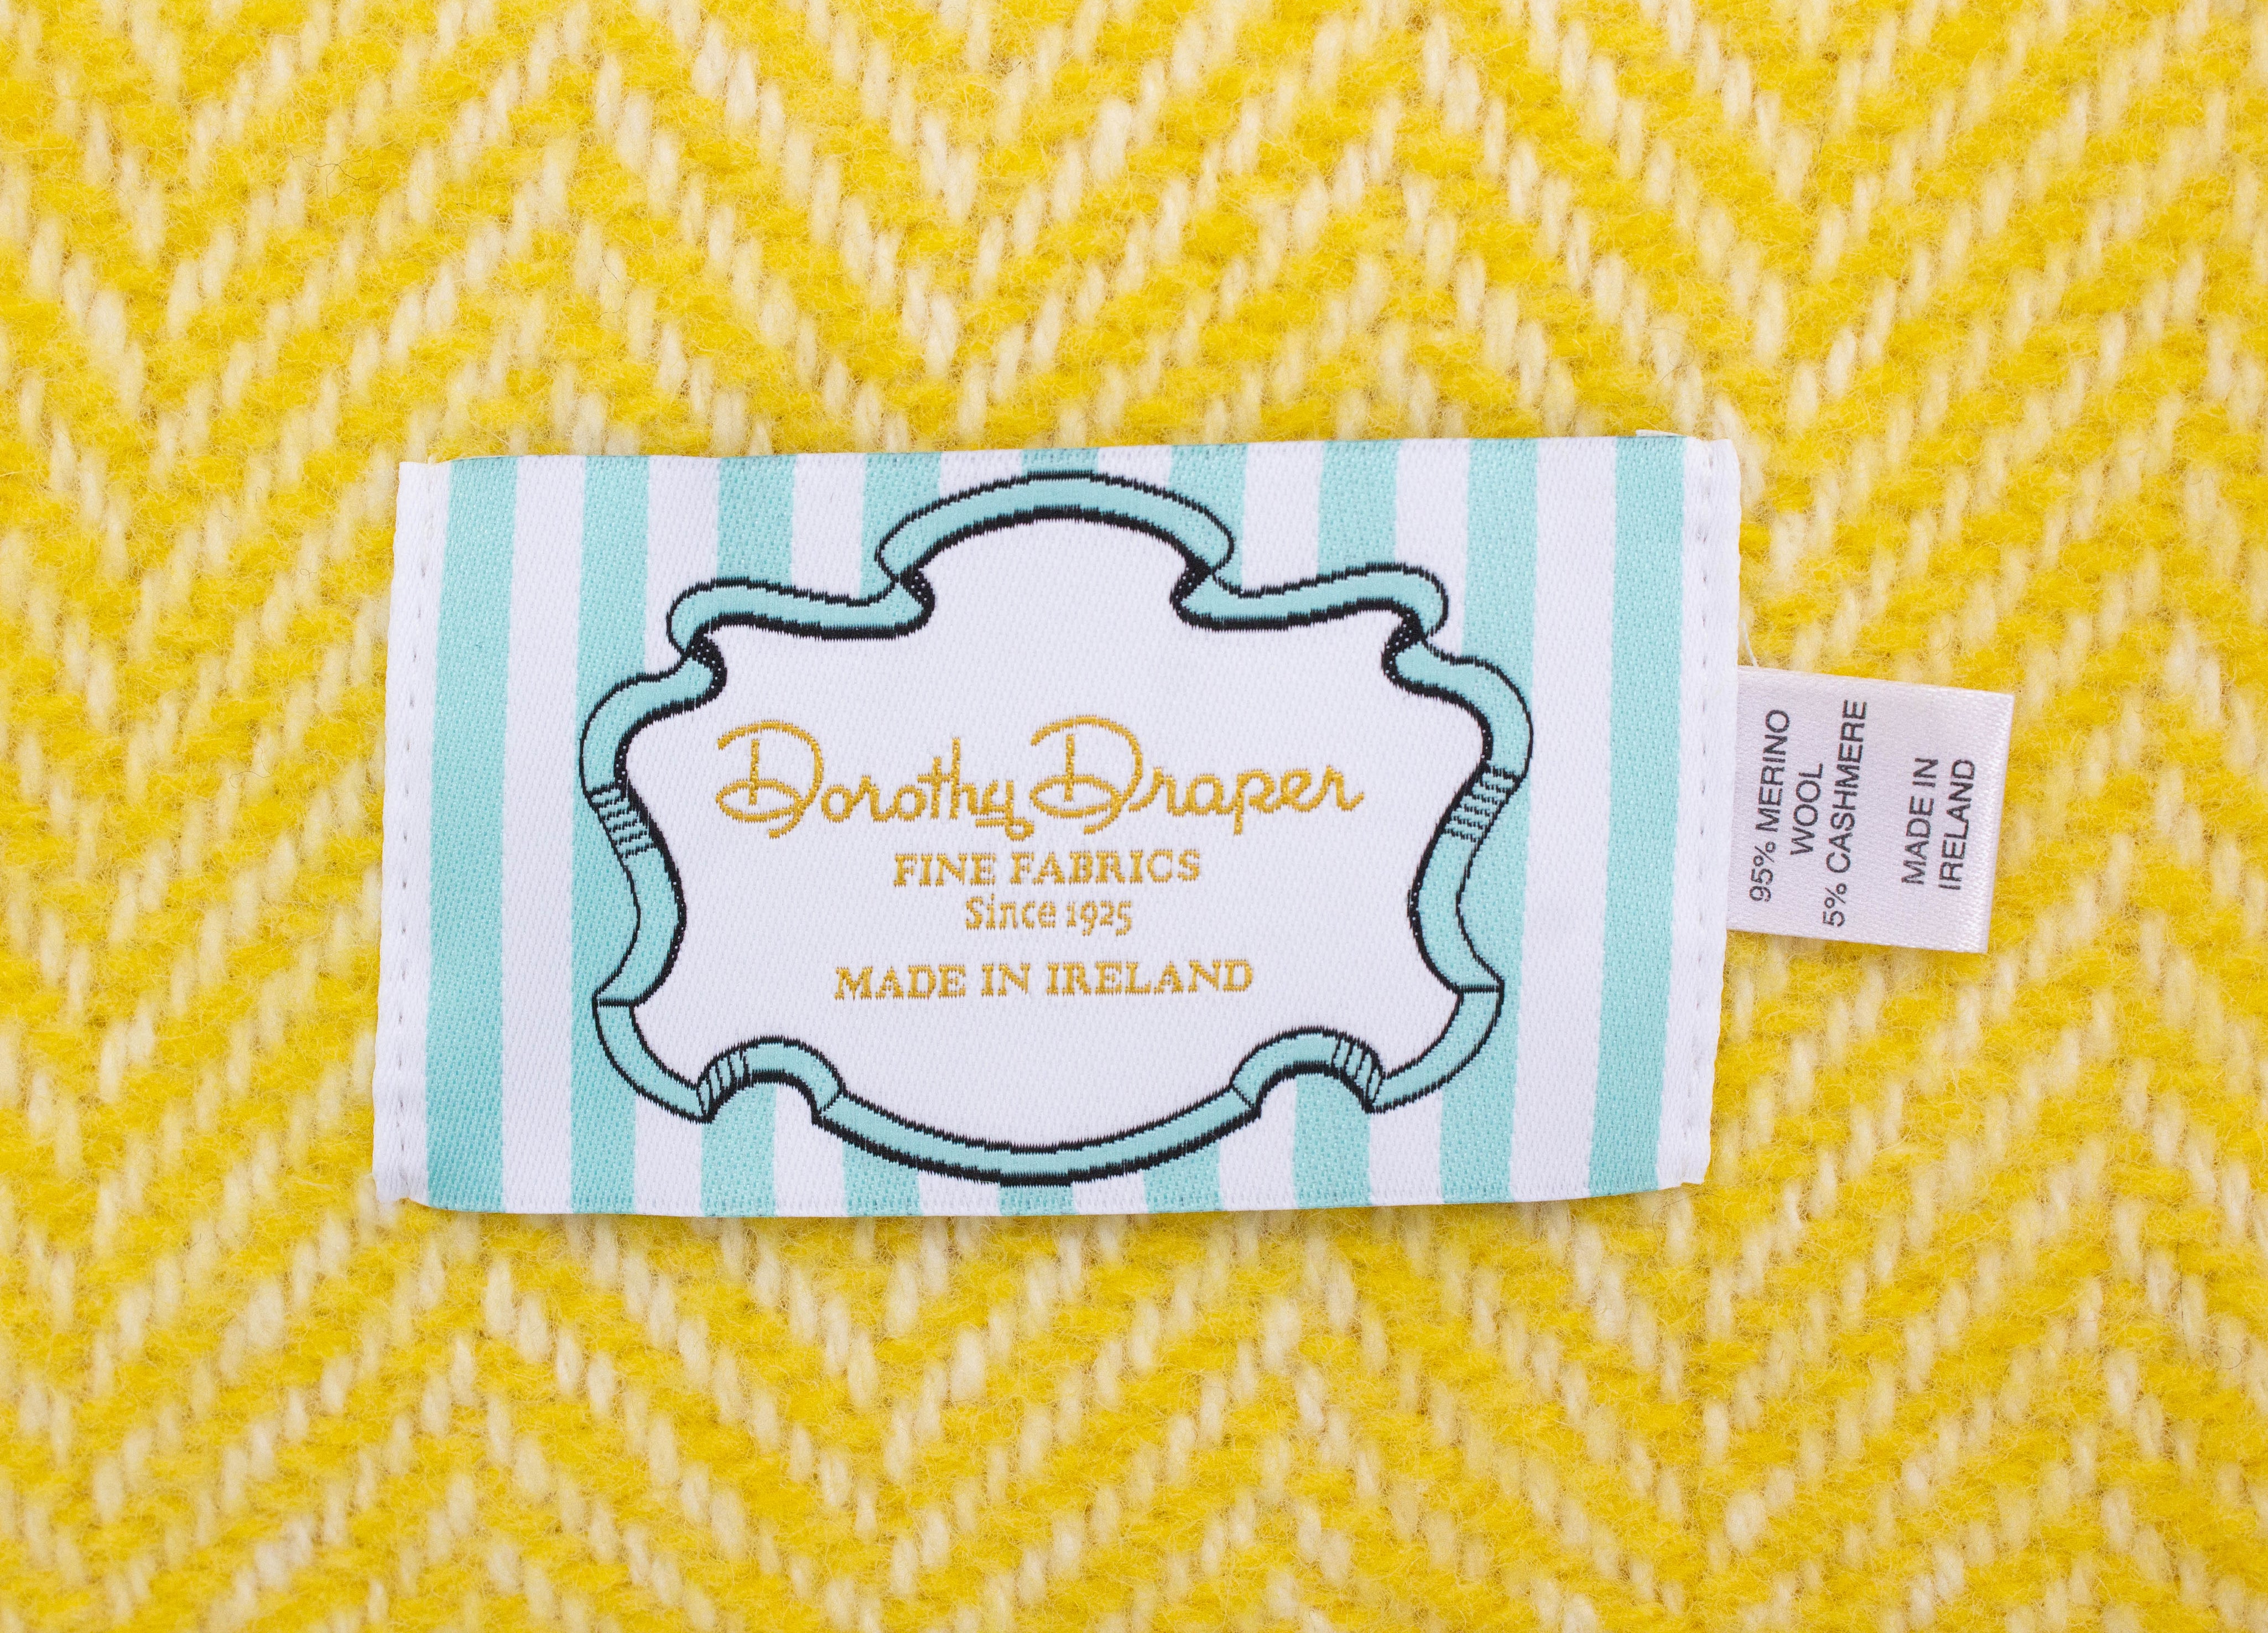 Dorothy Draper
FINE FABRICS
Since 1925
MADE IN IRELAND
95% MERINO
WOOL
5% CASHMERE
MADE IN
IRELAND